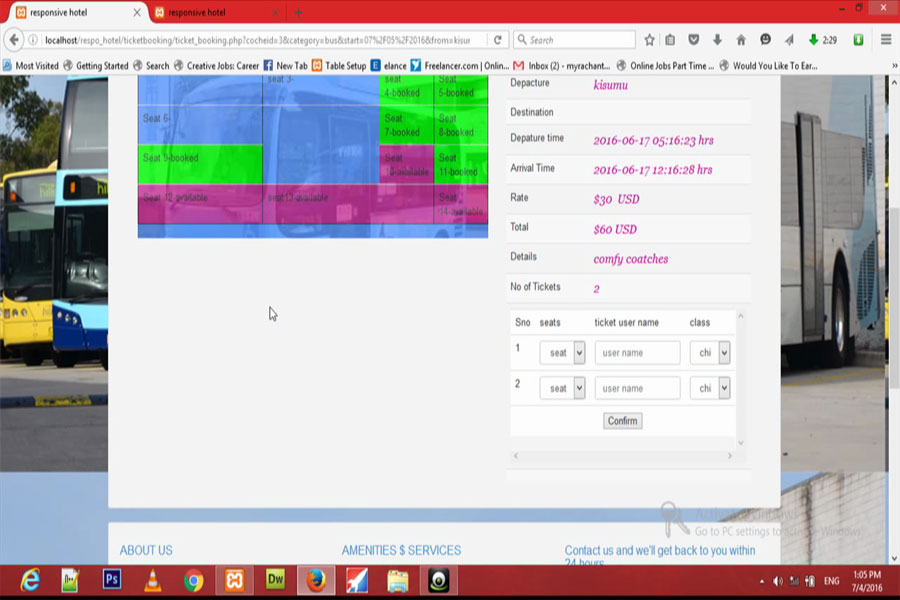 responsive hotel
responsive hotel
localhost/respo_hotel/ticketbooking/ticket_booking.php?cocheid=3&category=bus&start=07%2F05%2F2016&from=kisur
Search
2:29
Most Visited Getting Started Search Creative Jobs: Career New Tab Table Setup elance Freelancer.com | Onlin... Inbox (2) - myrachant... Online Jobs Part Time ... Would You Like To Ear...
seat 3-
seat
4-booked
Seat
5-booked
Seat 6-
Seat
7-booked
Seat
8-booked
Seat 9-booked
Seat
10-available
Seat
11-booked
Seat 12-available
seat13-available
Seat
14-available
Depacture
kisumu
Destination
Depature time
2016-06-17 05:16:23 hrs
Arrival Time
2016-06-17 12:16:28 hrs
Rate
$30 USD
Total
$60 USD
Details
comfy coatches
No of Tickets
2
Sno seats ticket user name class
1 seat user name chi
2 seat user name chi
Confirm
Activate Windows
Go to PC settings to activate Windows.
ABOUT US
AMENITIES $ SERVICES
Contact us and we'll get back to you within
24 hours
Ps
Dw
ENG
1:05 PM
7/4/2016